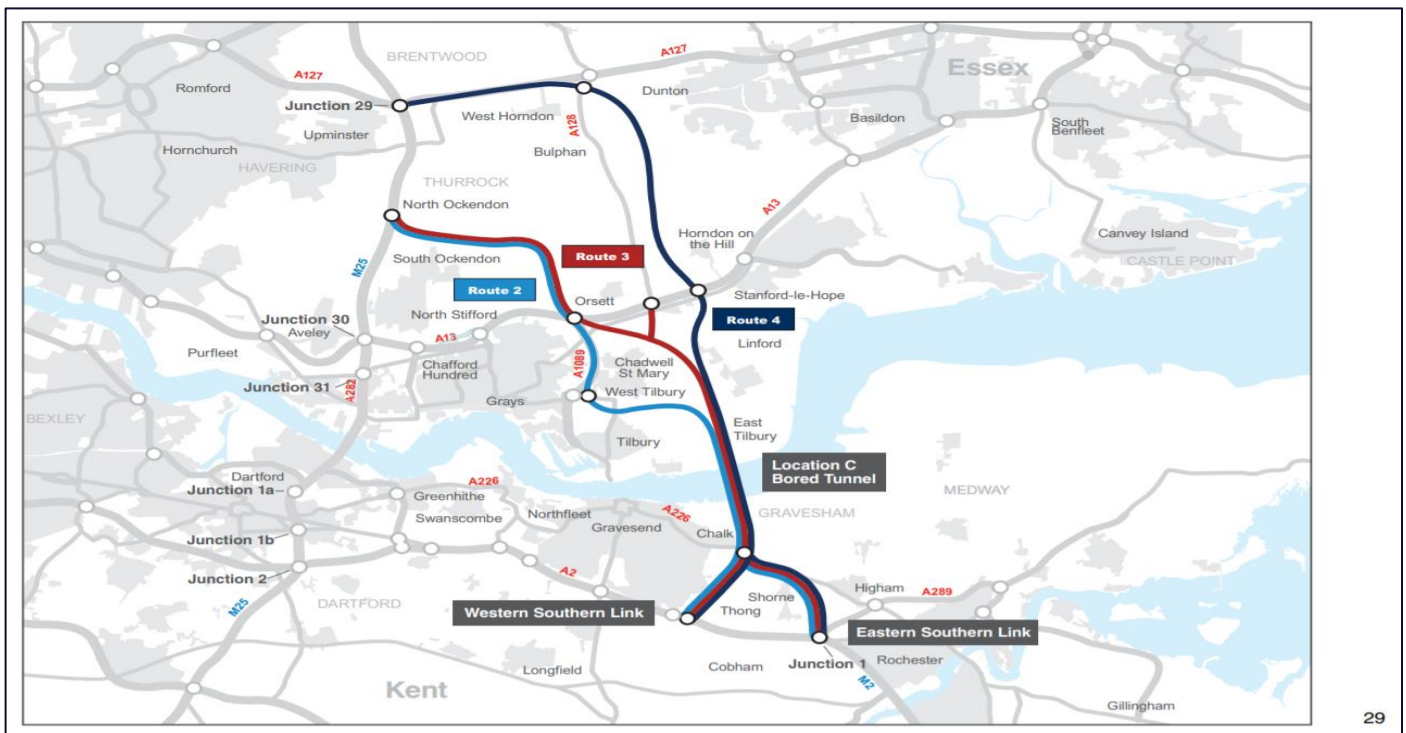 BRENTWOOD
A127
Essex
Romford
A127
Junction 29
Dunton
West Horndon
A128
Upminster
Basildon
South
Benfleet
Hornchurch
Bulphan
HAVERING
THURROCK
North Ockendon
A13
Horndon on
the Hill
Canvey Island
Route 3
South Ockendon
CASTLE POINT
M25
Route 2
Orsett
Stanford-le-Hope
North Stifford
Junction 30
Route 4
Aveley
A13
Linford
Purfleet
Chafford
Hundred
A1089
Chadwell
St Mary
Junction 31
A282
Grays
West Tilbury
BEXLEY
East
Tilbury
Tilbury
Location C
Bored Tunnel
Dartford
A226
Junction 1a
MEDWAY
Greenhithe
GRAVESHAM
Northfleet
Swanscombe
Gravesend
A226
Chalk
Junction 1b
A2
Junction 2
Higham
A289
Shorne
DARTFORD
Western Southern Link
Thong
M25
Eastern Southern Link
Junction 1
Rochester
Cobham
Longfield
M2
Kent
Gillingham
29